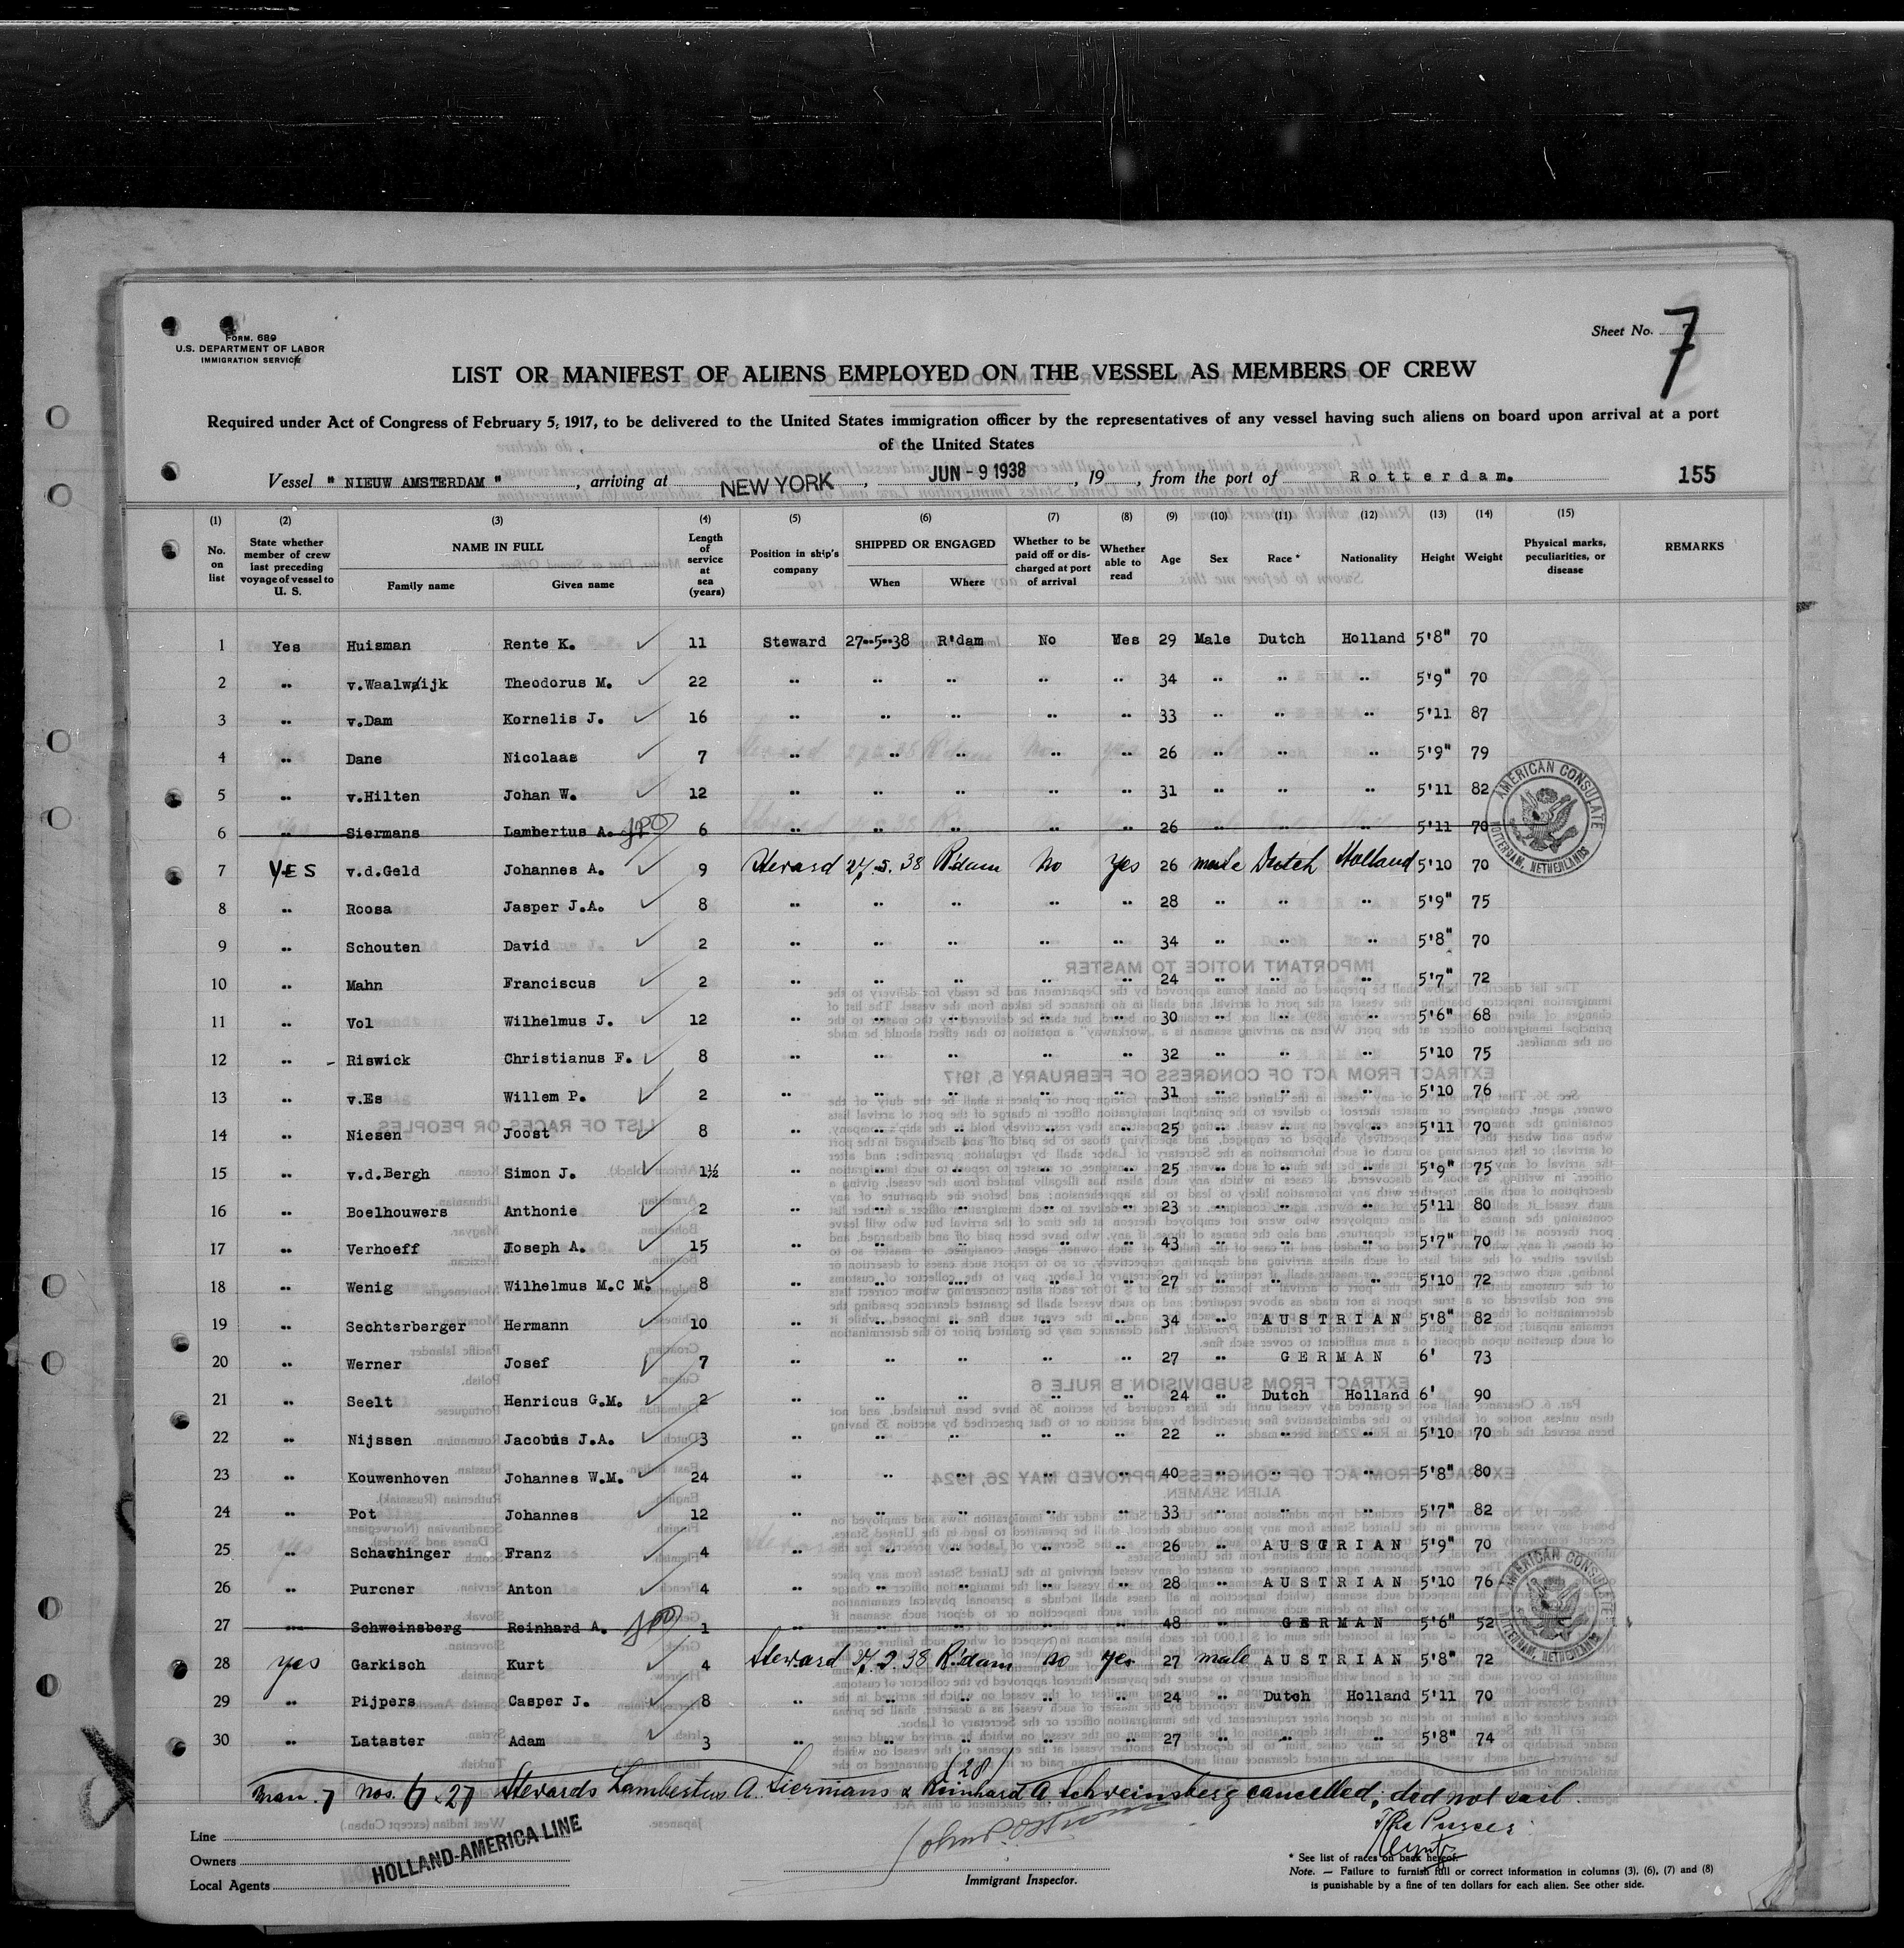 Form. 689
U.S. DEPARTMENT OF LABOR
IMMIGRATION SERVICE
Sheet No. 7
LIST OR MANIFEST OF ALIENS EMPLOYED ON THE VESSEL AS MEMBERS OF CREW
Required under Act of Congress of February 5, 1917, to be delivered to the United States immigration officer by the representatives of any vessel having such aliens on board upon arrival at a port
of the United States
Vessel " NIEUW AMSTERDAM ", arriving at NEW YORK, JUN - 9 1938, 19 , from the port of Rotterdam. 155
(1) (2) (3) (4) (5) (6) (7) (8) (9) (10) (11) (12) (13) (14) (15)
No. on list State whether member of crew last preceding voyage of vessel to U. S. NAME IN FULL Family name Given name Length of service at sea (years) Position in ship's company SHIPPED OR ENGAGED When Where Whether to be paid off or discharged at port of arrival Whether able to read Age Sex Race * Nationality Height Weight Physical marks, peculiarities, or disease REMARKS
1 Yes Huisman Rente K. ✓ 11 Steward 27--5--38 R'dam No Yes 29 Male Dutch Holland 5'8" 70
2 " v.Waalwijk Theodorus M. ✓ 22 " " " " " 34 " " " 5'9" 70
3 " v.Dam Kornelis J. ✓ 16 " " " " " 33 " " " 5'11 87
4 " Dane Nicolaas ✓ 7 " " " " " 26 " " " 5'9" 79
5 " v.Hilten Johan W. ✓ 12 " " " " " 31 " " " 5'11 82
6 " Siermans Lambertus A. 6 " " " " " 26 " " " 5'11 70
7 YES v.d.Geld Johannes A. ✓ 9 Steward 27.5.38 R'dam No Yes 26 male Dutch Holland 5'10 70
8 " Roosa Jasper J.A. ✓ 8 " " " " " 28 " " " 5'9" 75
9 " Schouten David ✓ 2 " " " " " 34 " " " 5'8" 70
10 " Mahn Franciscus ✓ 2 " " " " " 24 " " " 5'7" 72
11 " Vol Wilhelmus J. ✓ 12 " " " " " 30 " " " 5'6" 68
12 " - Riswick Christianus F. ✓ 8 " " " " " 32 " " " 5'10 75
13 " v.Es Willem P. ✓ 2 " " " " " 31 " " " 5'10 76
14 " Niesen Joost ✓ 8 " " " " " 25 " " " 5'11 70
15 " v.d.Bergh Simon J. ✓ 1½ " " " " " 25 " " " 5'9" 75
16 " Boelhouwers Anthonie ✓ 2 " " " " " 23 " " " 5'11 80
17 " Verhoeff Joseph A. ✓ 15 " " " " " 43 " " " 5'7" 70
18 " Wenig Wilhelmus M.C M. ✓ 8 " " " " " 27 " " " 5'10 72
19 " Sechterberger Hermann ✓ 10 " " " " " 34 " AUSTRIAN 5'8" 82
20 " Werner Josef ✓ 7 " " " " " 27 " GERMAN 6' 73
21 " Seelt Henricus G.M. ✓ 2 " " " " " 24 " Dutch Holland 6' 90
22 " Nijssen Jacobus J.A. ✓ 3 " " " " " 22 " " " 5'10 70
23 " Kouwenhoven Johannes W.M. ✓ 24 " " " " " 40 " " " 5'8" 80
24 " Pot Johannes ✓ 12 " " " " " 33 " " " 5'7" 82
25 " Schachinger Franz ✓ 4 " " " " " 26 " AUSTRIAN 5'9" 70
26 " Purcner Anton ✓ 4 " " " " " 28 " AUSTRIAN 5'10 76
27 " Schweinsberg Reinhard A. 1 " " " " " 48 " GERMAN 5'6" 52
28 yes Garkisch Kurt ✓ 4 Steward 27.5.38 R'dam No yes 27 male AUSTRIAN 5'8" 72
29 " Pijpers Casper J. ✓ 8 " " " " " 24 " Dutch Holland 5'11 70
30 " Lataster Adam ✓ 3 " " " " " 27 " " " 5'8" 74
AMERICAN CONSULATE ROTTERDAM, NETHERLANDS
AMERICAN CONSULATE ROTTERDAM, NETHERLANDS
(28)
Man. 7 Nos. 6 & 27 Stewards Lambertus A. Siermans & Reinhard A. Schweinsberg cancelled, did not sail.
The Purser
Line
Owners HOLLAND-AMERICA LINE
Local Agents
Immigrant Inspector.
* See list of races on back hereof.
Note. — Failure to furnish full or correct information in columns (3), (6), (7) and (8)
is punishable by a fine of ten dollars for each alien. See other side.